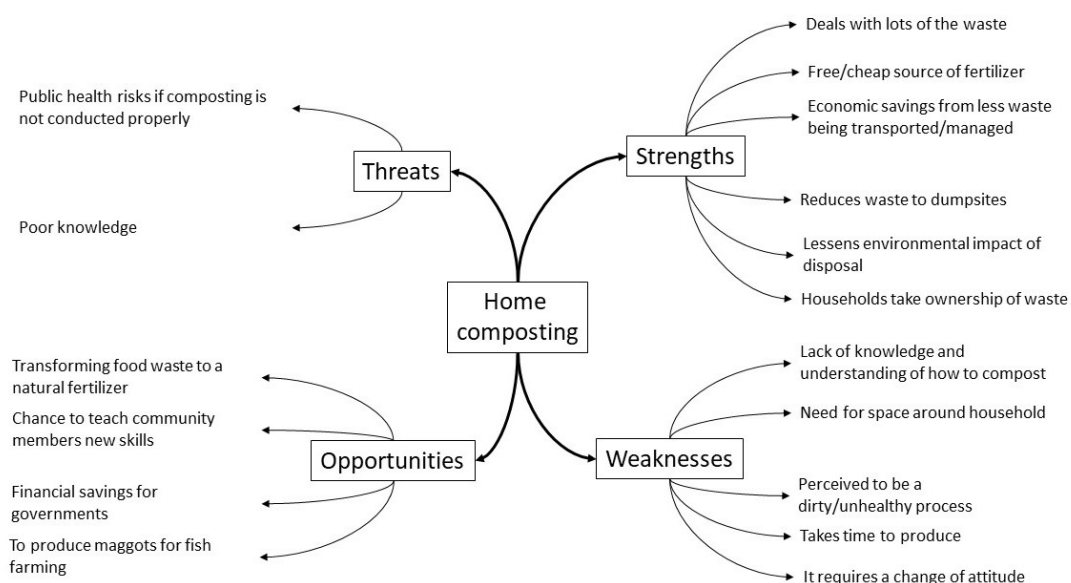 Home
composting
Strengths
Deals with lots of the waste
Free/cheap source of fertilizer
Economic savings from less waste
being transported/managed
Reduces waste to dumpsites
Lessens environmental impact of
disposal
Households take ownership of waste
Weaknesses
Lack of knowledge and
understanding of how to compost
Need for space around household
Perceived to be a
dirty/unhealthy process
Takes time to produce
It requires a change of attitude
Opportunities
Transforming food waste to a
natural fertilizer
Chance to teach community
members new skills
Financial savings for
governments
To produce maggots for fish
farming
Threats
Public health risks if composting is
not conducted properly
Poor knowledge